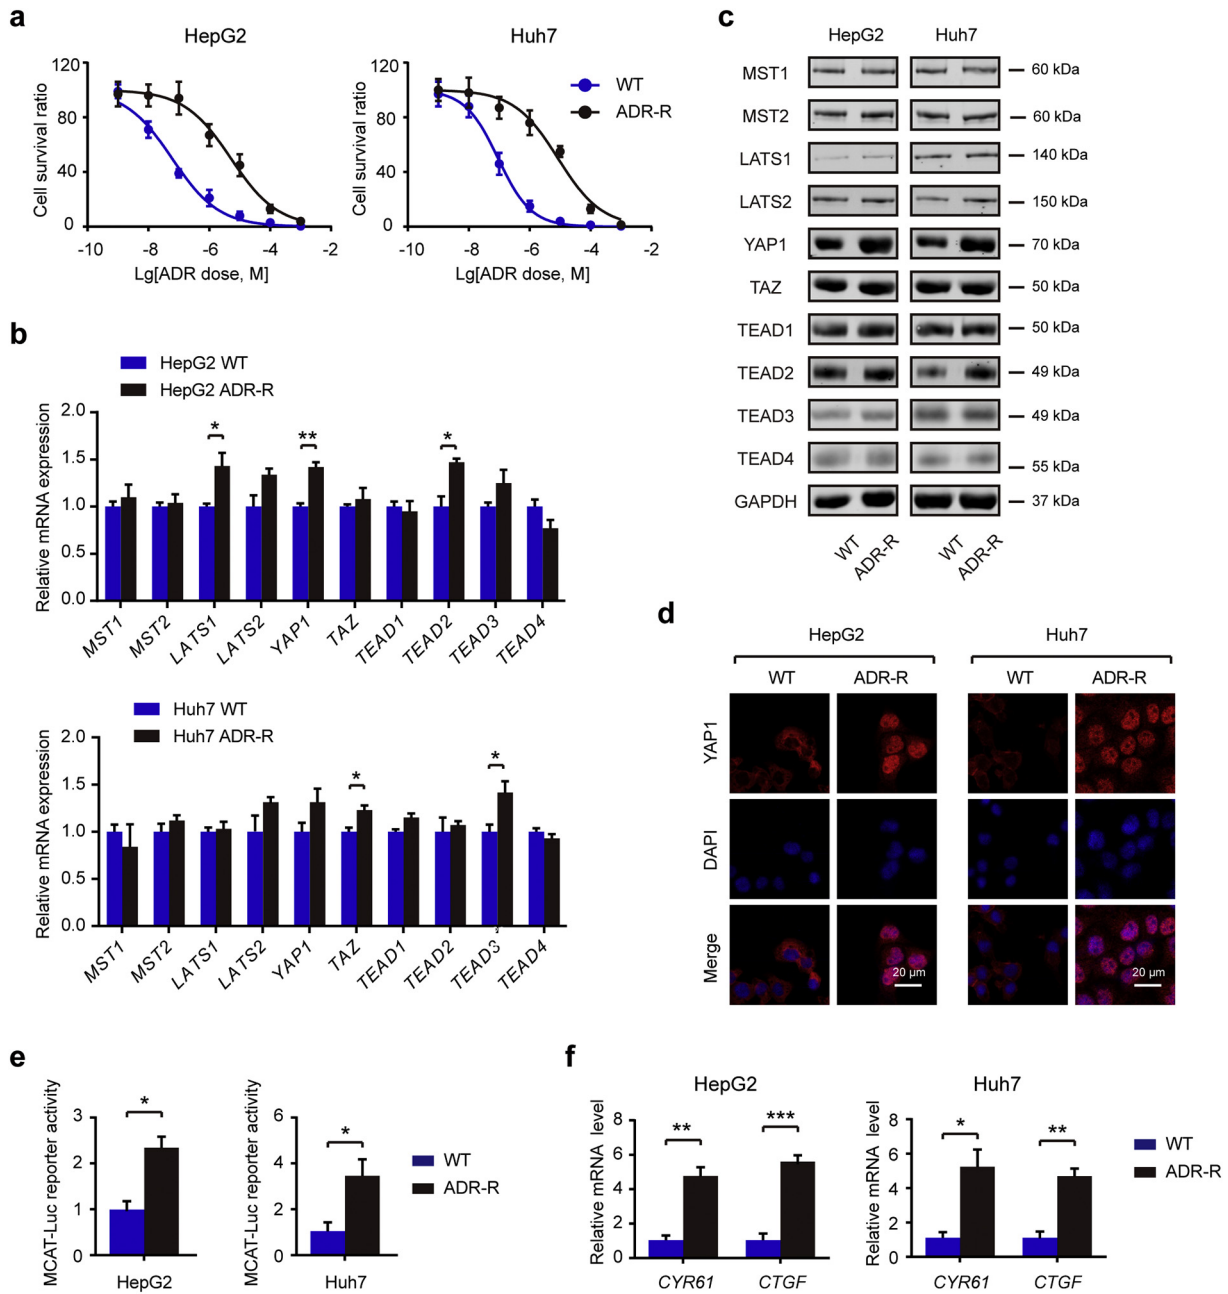 a
HepG2
Huh7
Cell survival ratio
120
80
40
0
-10
-8
-6
-4
-2
Lg[ADR dose, M]
Cell survival ratio
120
80
40
0
-10
-8
-6
-4
-2
Lg[ADR dose, M]
WT
ADR-R
b
HepG2 WT
HepG2 ADR-R
Relative mRNA expression
2.0
1.5
1.0
0.5
0.0
*
**
*
MST1
MST2
LATS1
LATS2
YAP1
TAZ
TEAD1
TEAD2
TEAD3
TEAD4
Huh7 WT
Huh7 ADR-R
Relative mRNA expression
2.0
1.5
1.0
0.5
0.0
*
*
MST1
MST2
LATS1
LATS2
YAP1
TAZ
TEAD1
TEAD2
TEAD3
TEAD4
c
HepG2
Huh7
MST1
60 kDa
MST2
60 kDa
LATS1
140 kDa
LATS2
150 kDa
YAP1
70 kDa
TAZ
50 kDa
TEAD1
50 kDa
TEAD2
49 kDa
TEAD3
49 kDa
TEAD4
55 kDa
GAPDH
37 kDa
WT
ADR-R
WT
ADR-R
d
HepG2
Huh7
WT
ADR-R
WT
ADR-R
YAP1
DAPI
Merge
20 µm
20 µm
e
MCAT-Luc reporter activity
3
2
1
0
*
HepG2
MCAT-Luc reporter activity
6
4
2
0
*
Huh7
WT
ADR-R
f
HepG2
Relative mRNA level
8
6
4
2
0
**
***
CYR61
CTGF
Huh7
Relative mRNA level
8
6
4
2
0
*
**
CYR61
CTGF
WT
ADR-R